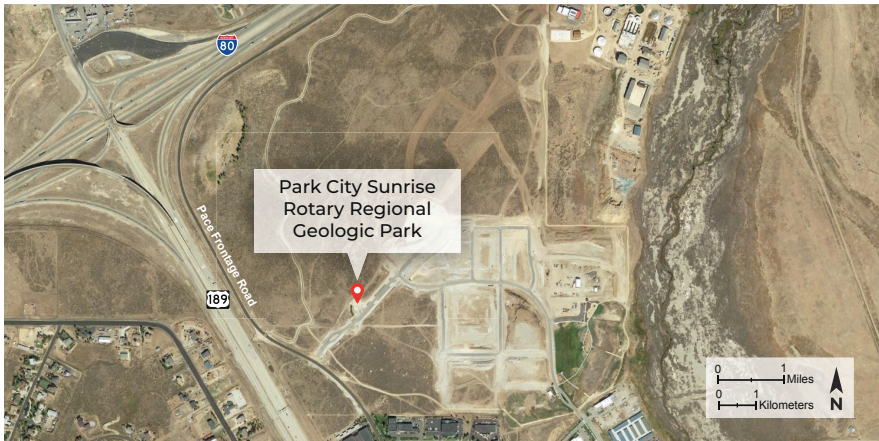 80
Park City Sunrise
Rotary Regional
Geologic Park
Pace Frontage Road
189
0 1
Miles
0 1
Kilometers
N